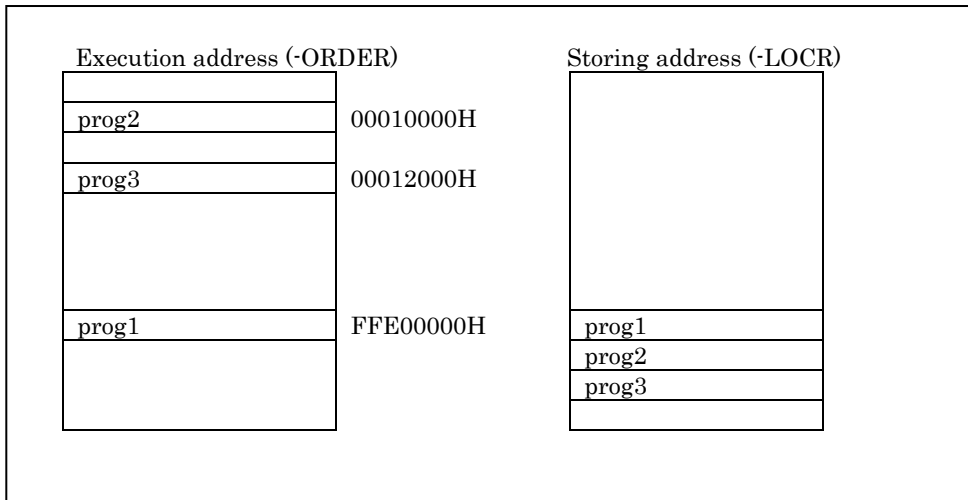 Execution address (-ORDER)
Storing address (-LOCR)
prog2
00010000H
prog3
00012000H
prog1
FFE00000H
prog1
prog2
prog3